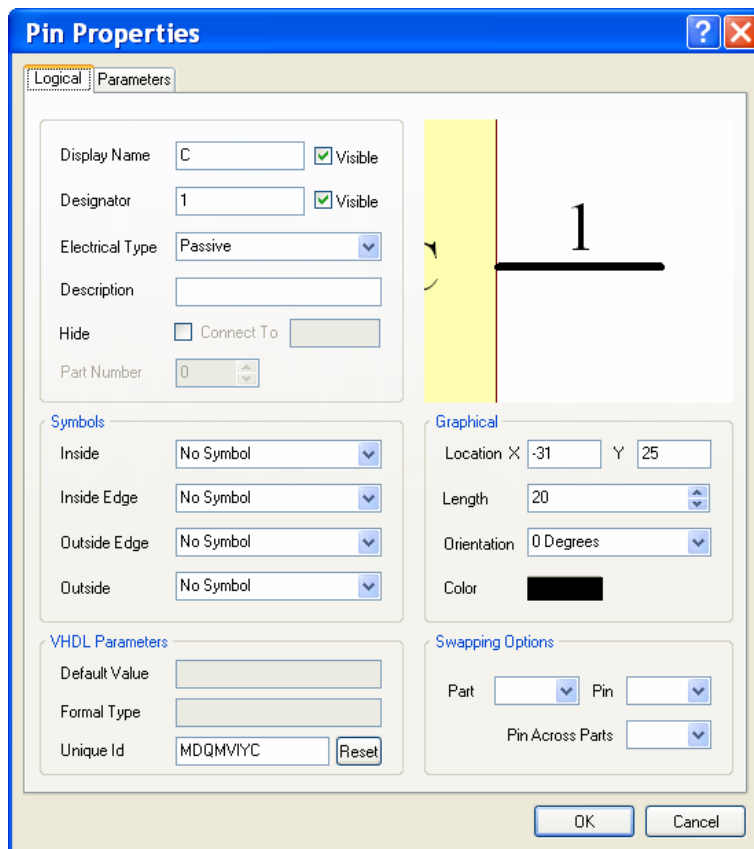 Pin Properties
Logical Parameters
Display Name C Visible
Designator 1 Visible
Electrical Type Passive
Description
Hide Connect To
Part Number 0
C
1
Symbols
Inside No Symbol
Inside Edge No Symbol
Outside Edge No Symbol
Outside No Symbol
Graphical
Location X -31 Y 25
Length 20
Orientation 0 Degrees
Color
VHDL Parameters
Default Value
Formal Type
Unique Id MDQMVIYC Reset
Swapping Options
Part Pin
Pin Across Parts
OK Cancel